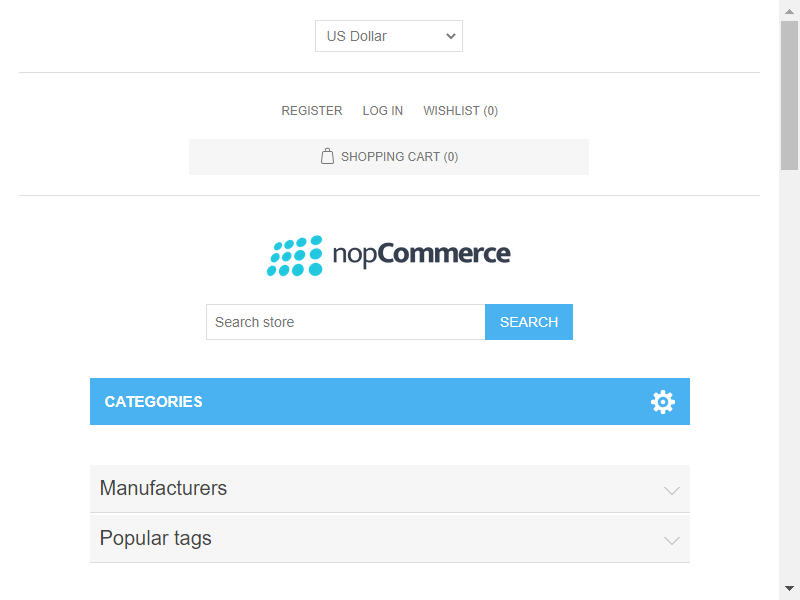 US Dollar
REGISTER LOG IN WISHLIST (0)
SHOPPING CART (0)
nopCommerce
Search store SEARCH
CATEGORIES
Manufacturers
Popular tags